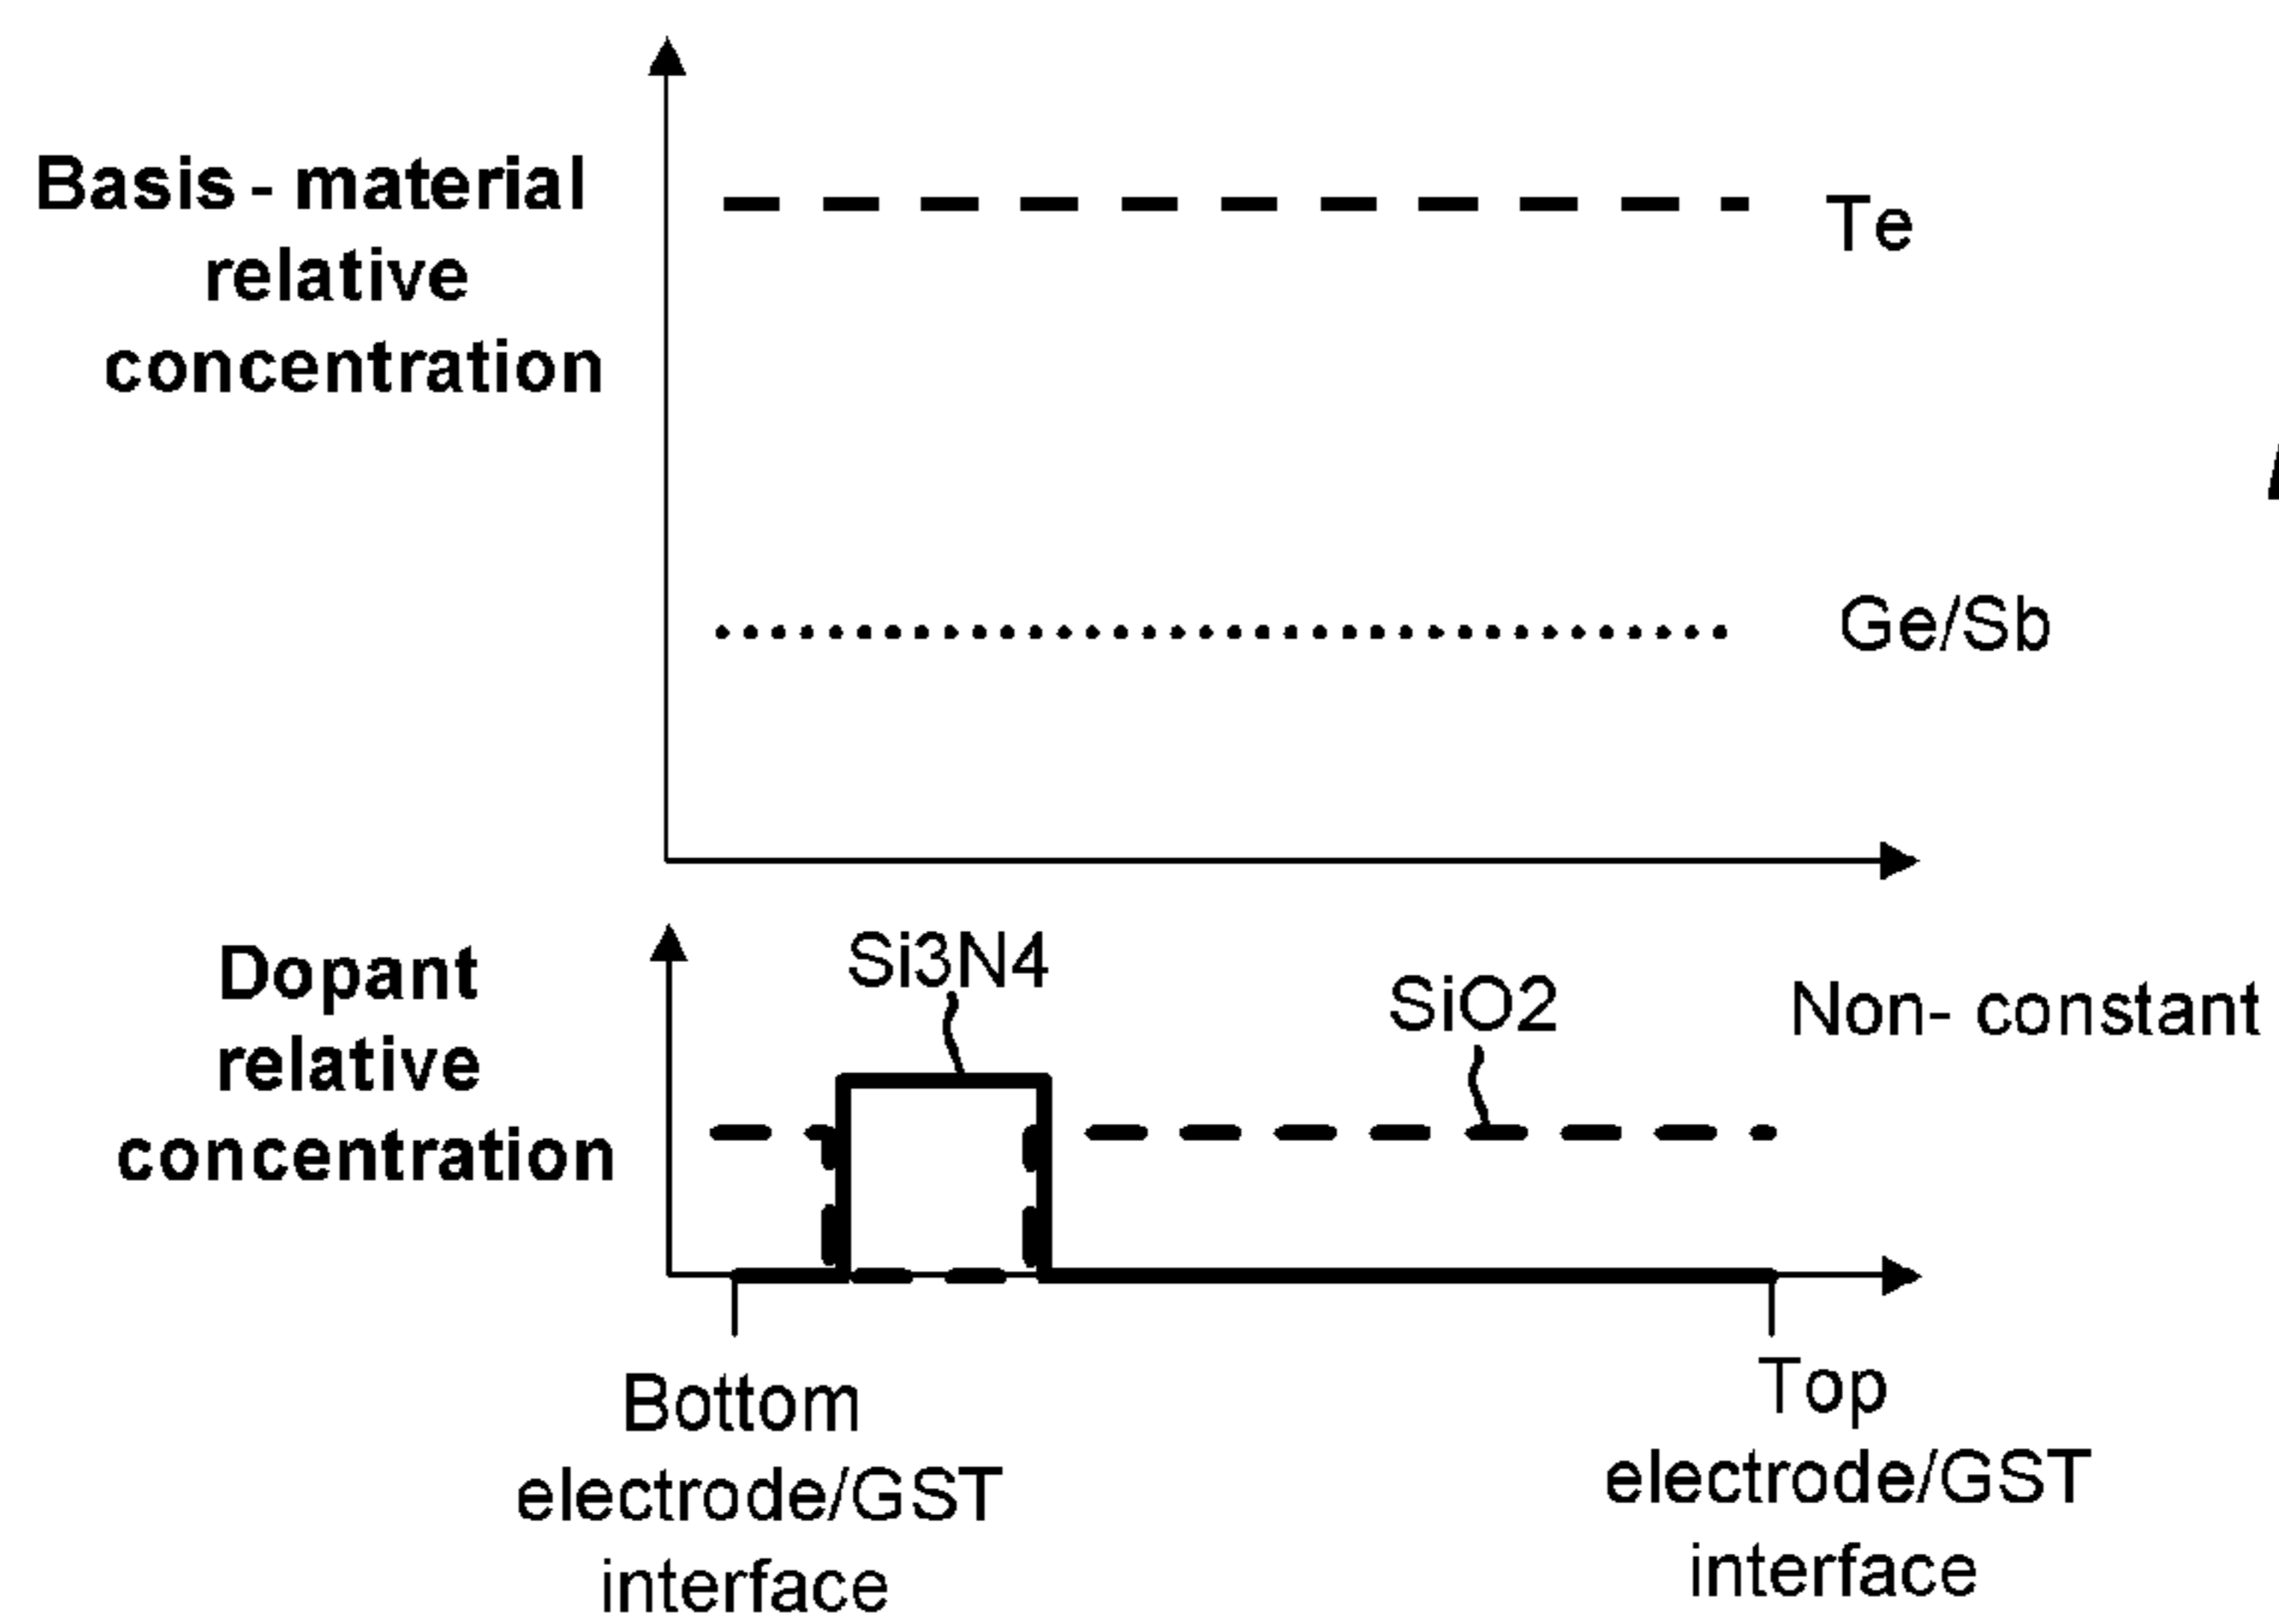 Basis - material
relative
concentration
Te
Ge/Sb
Dopant
relative
concentration
Si3N4
SiO2
Non- constant
Bottom
electrode/GST
interface
Top
electrode/GST
interface